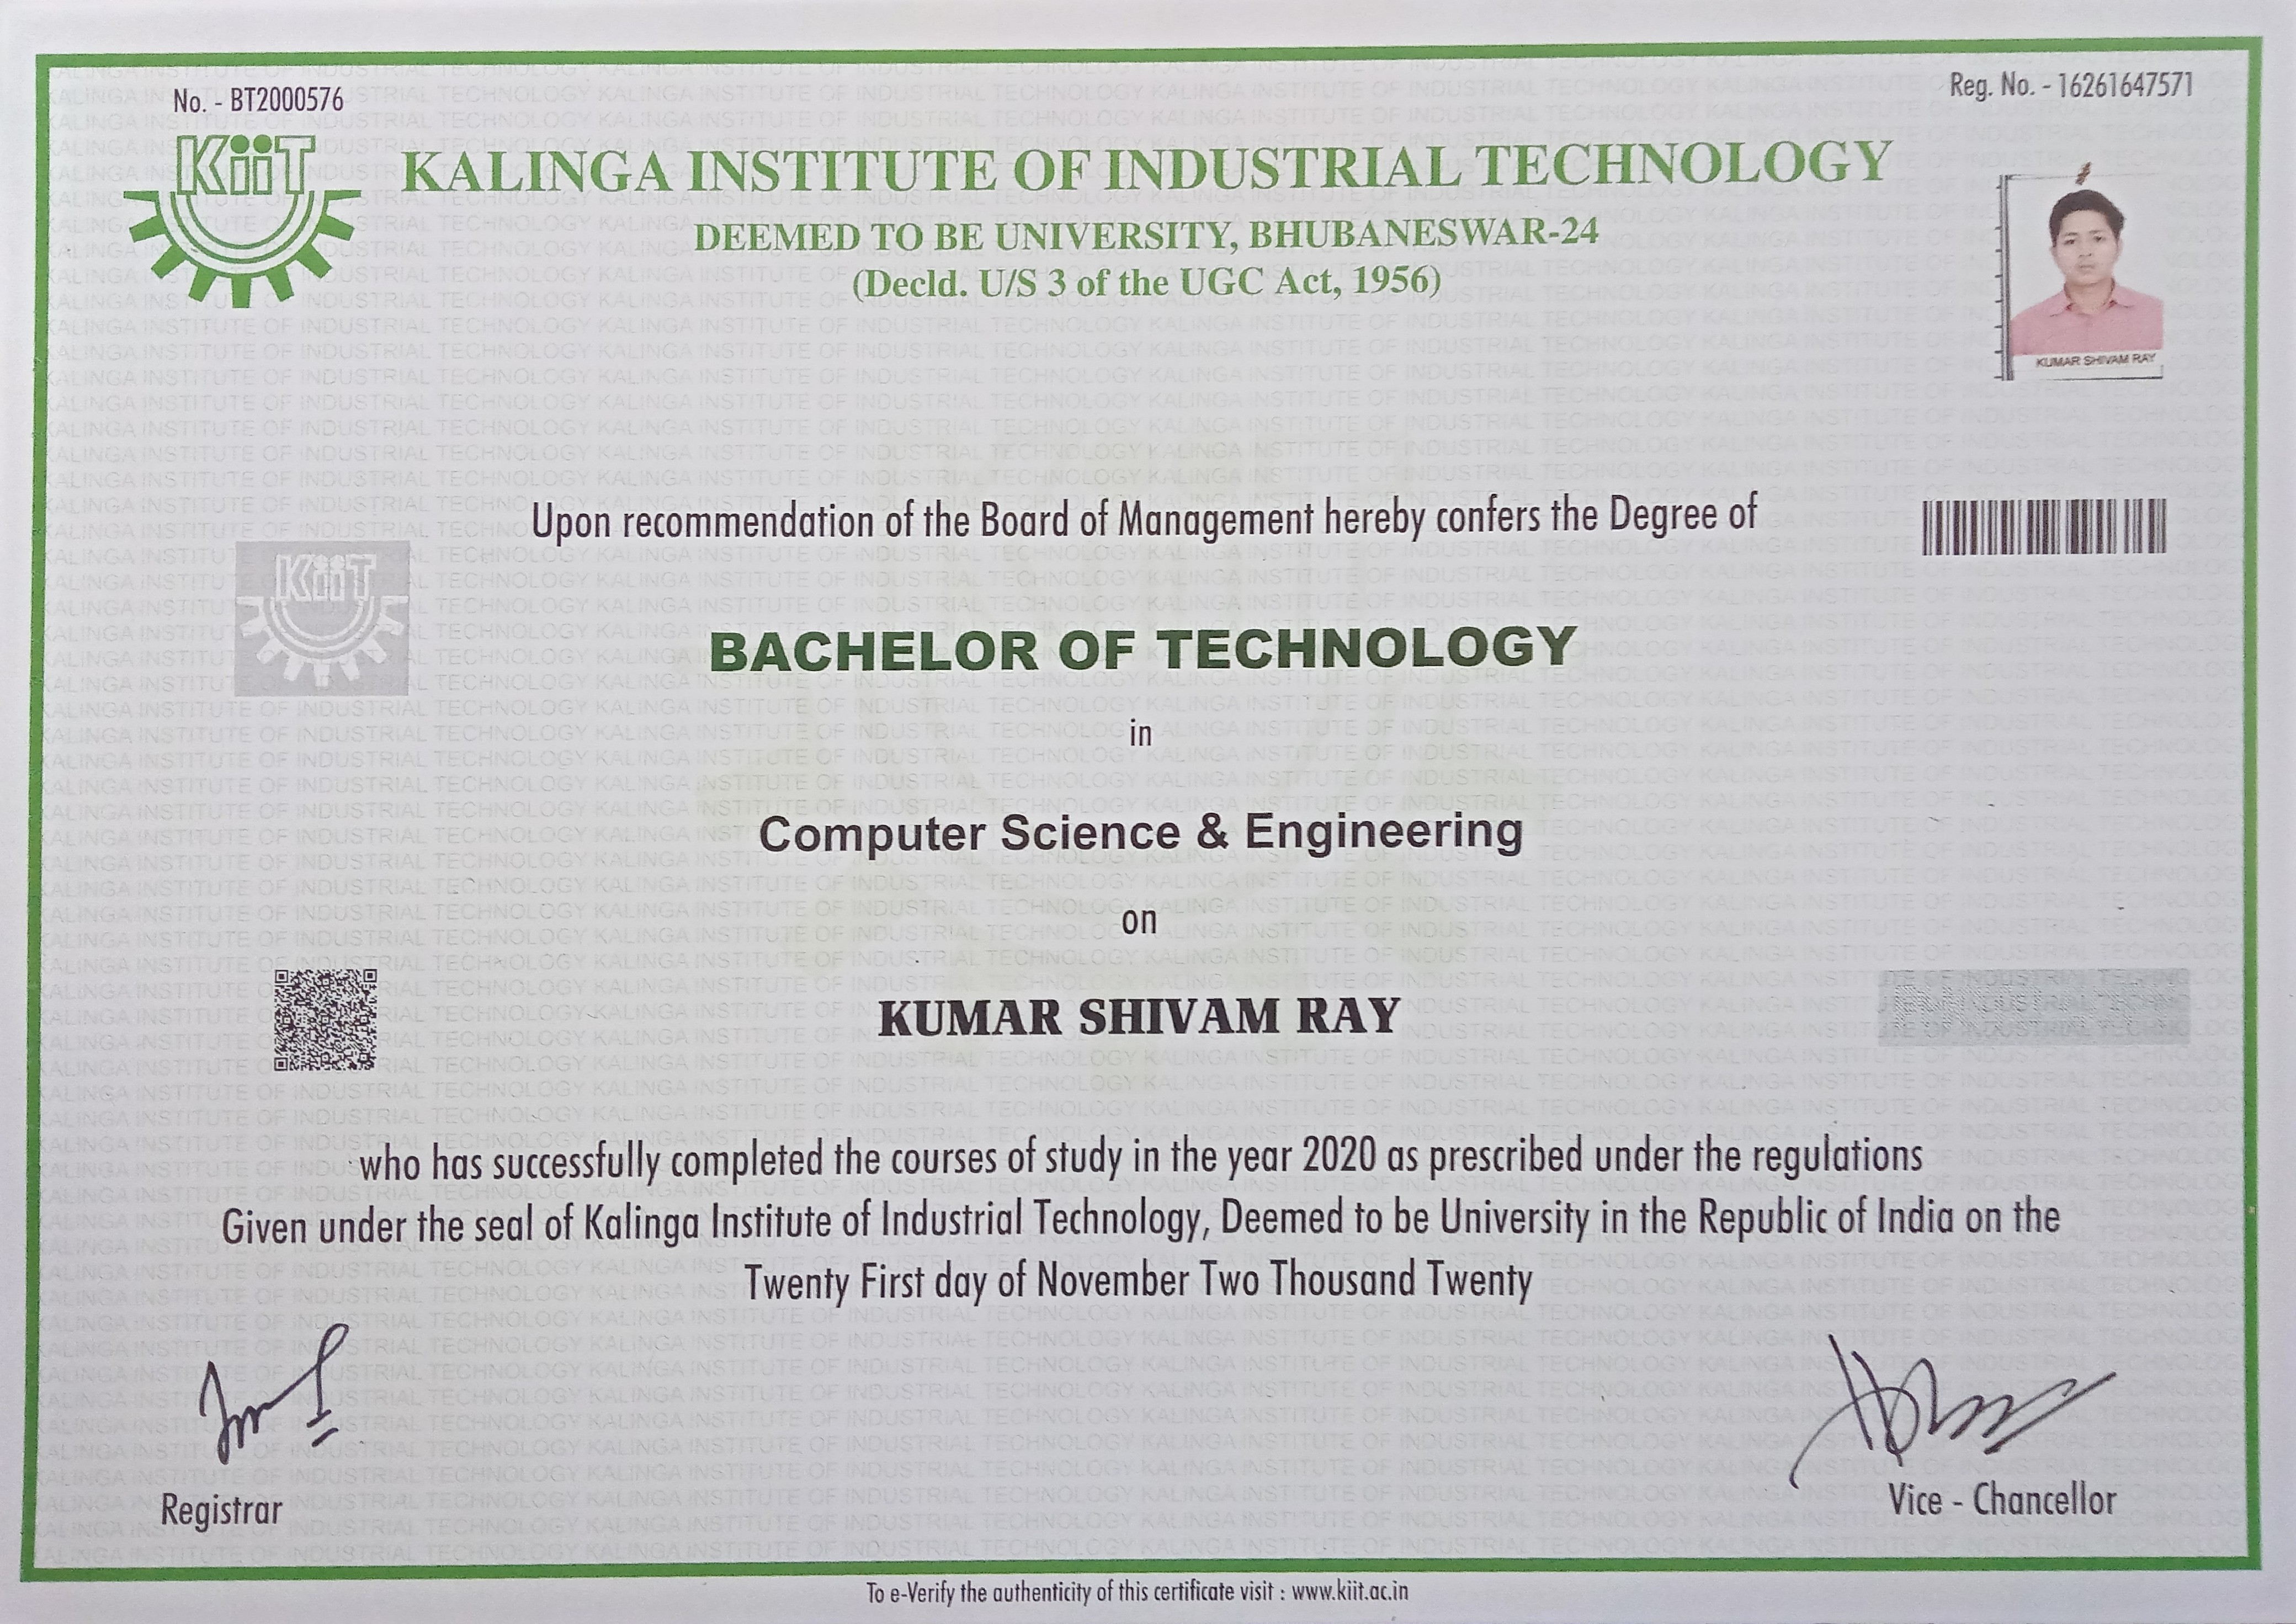 No. - BT2000576
Reg. No. - 16261647571
KiiT
KALINGA INSTITUTE OF INDUSTRIAL TECHNOLOGY
DEEMED TO BE UNIVERSITY, BHUBANESWAR-24
(Decld. U/S 3 of the UGC Act, 1956)
KUMAR SHIVAM RAY
Upon recommendation of the Board of Management hereby confers the Degree of
KiiT
BACHELOR OF TECHNOLOGY
in
Computer Science & Engineering
on
KUMAR SHIVAM RAY
who has successfully completed the courses of study in the year 2020 as prescribed under the regulations
Given under the seal of Kalinga Institute of Industrial Technology, Deemed to be University in the Republic of India on the
Twenty First day of November Two Thousand Twenty
Registrar
Vice - Chancellor
To e-Verify the authenticity of this certificate visit : www.kiit.ac.in